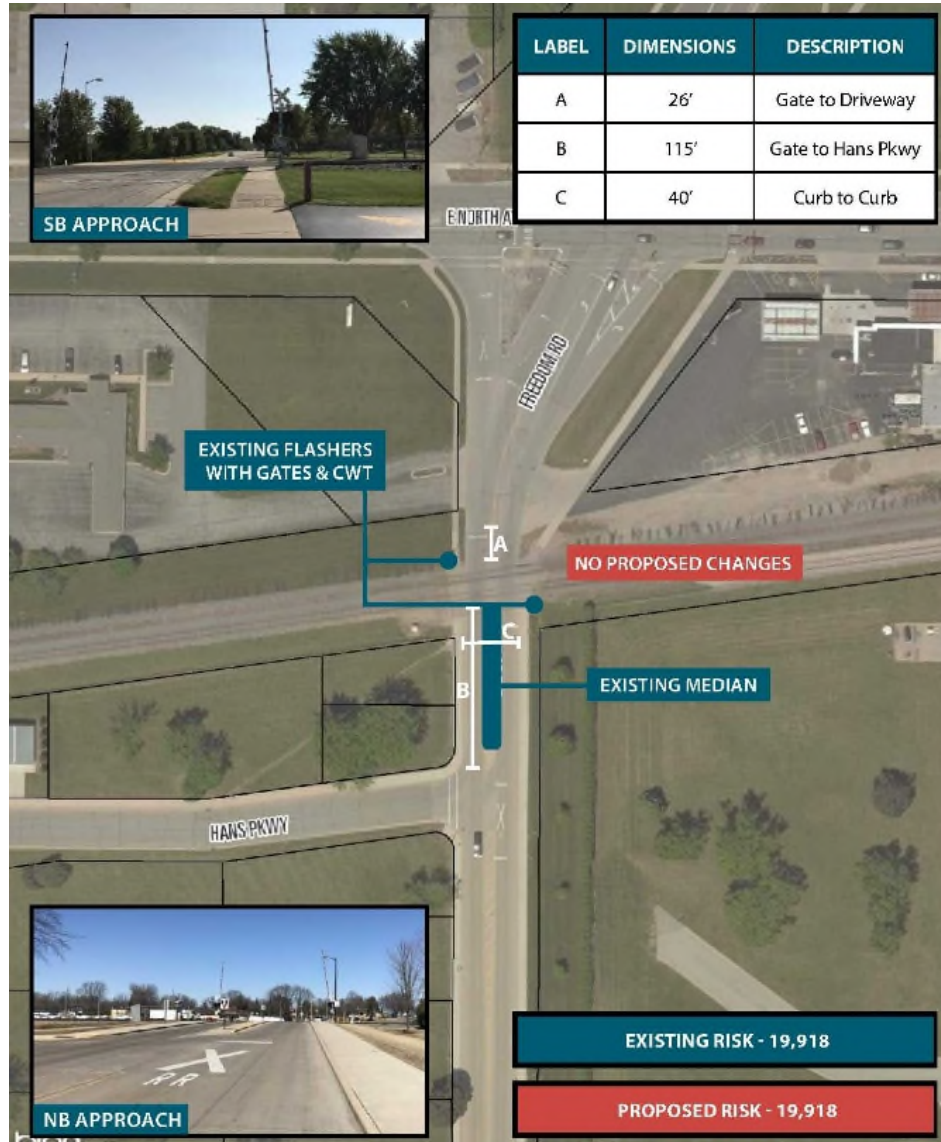 SB APPROACH
LABEL DIMENSIONS DESCRIPTION
A 26' Gate to Driveway
B 115' Gate to Hans Pkwy
C 40' Curb to Curb
E NORTH A
FREEDOM RD
EXISTING FLASHERS
WITH GATES & CWT
A
NO PROPOSED CHANGES
C
B
EXISTING MEDIAN
HANS PKWY
R R
NB APPROACH
EXISTING RISK - 19,918
PROPOSED RISK - 19,918